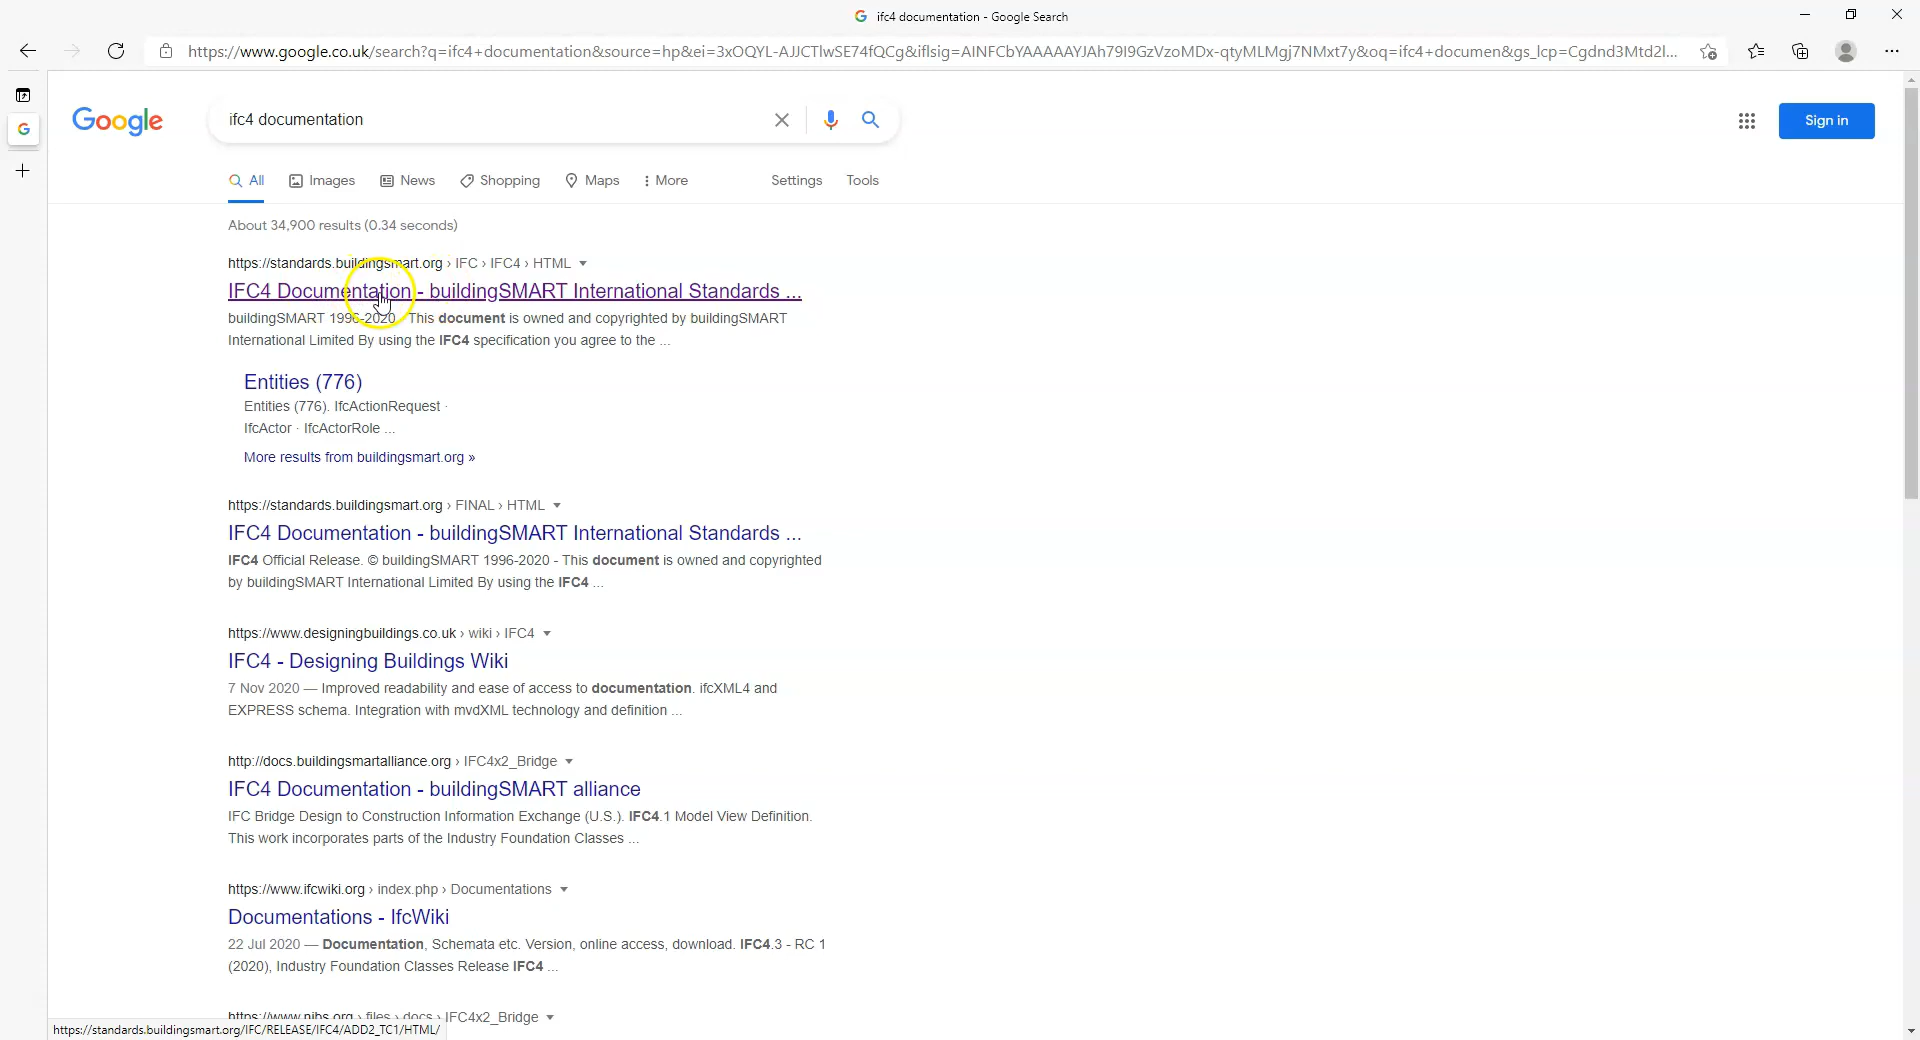 ifc4 documentation - Google Search
https://www.google.co.uk/search?q=ifc4+documentation&source=hp&ei=3xOQYL-AJJCTlwSE74fQCg&iflsig=AINFCbYAAAAAYJAh79I9GzVzoMDx-qtyMLMgj7NMxt7y&oq=ifc4+documen&gs_lcp=Cgdnd3Mtd2l...
Google
ifc4 documentation
Sign in
All Images News Shopping Maps More Settings Tools
About 34,900 results (0.34 seconds)
https://standards.buildingsmart.org › IFC › IFC4 › HTML
IFC4 Documentation - buildingSMART International Standards ...
buildingSMART 1996-2020 - This document is owned and copyrighted by buildingSMART
International Limited By using the IFC4 specification you agree to the ...
Entities (776)
Entities (776). IfcActionRequest ·
IfcActor · IfcActorRole ...
More results from buildingsmart.org »
https://standards.buildingsmart.org › FINAL › HTML
IFC4 Documentation - buildingSMART International Standards ...
IFC4 Official Release. © buildingSMART 1996-2020 - This document is owned and copyrighted
by buildingSMART International Limited By using the IFC4 ...
https://www.designingbuildings.co.uk › wiki › IFC4
IFC4 - Designing Buildings Wiki
7 Nov 2020 — Improved readability and ease of access to documentation. ifcXML4 and
EXPRESS schema. Integration with mvdXML technology and definition ...
http://docs.buildingsmartalliance.org › IFC4x2_Bridge
IFC4 Documentation - buildingSMART alliance
IFC Bridge Design to Construction Information Exchange (U.S.). IFC4.1 Model View Definition.
This work incorporates parts of the Industry Foundation Classes ...
https://www.ifcwiki.org › index.php › Documentations
Documentations - IfcWiki
22 Jul 2020 — Documentation, Schemata etc. Version, online access, download. IFC4.3 - RC 1
(2020), Industry Foundation Classes Release IFC4 ...
https://www.nibs.org › files › docs › IFC4x2_Bridge
https://standards.buildingsmart.org/IFC/RELEASE/IFC4/ADD2_TC1/HTML/